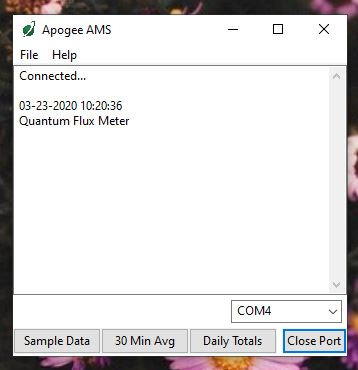 Apogee AMS
File Help
Connected...
03-23-2020 10:20:36
Quantum Flux Meter
COM4
Sample Data 30 Min Avg Daily Totals Close Port